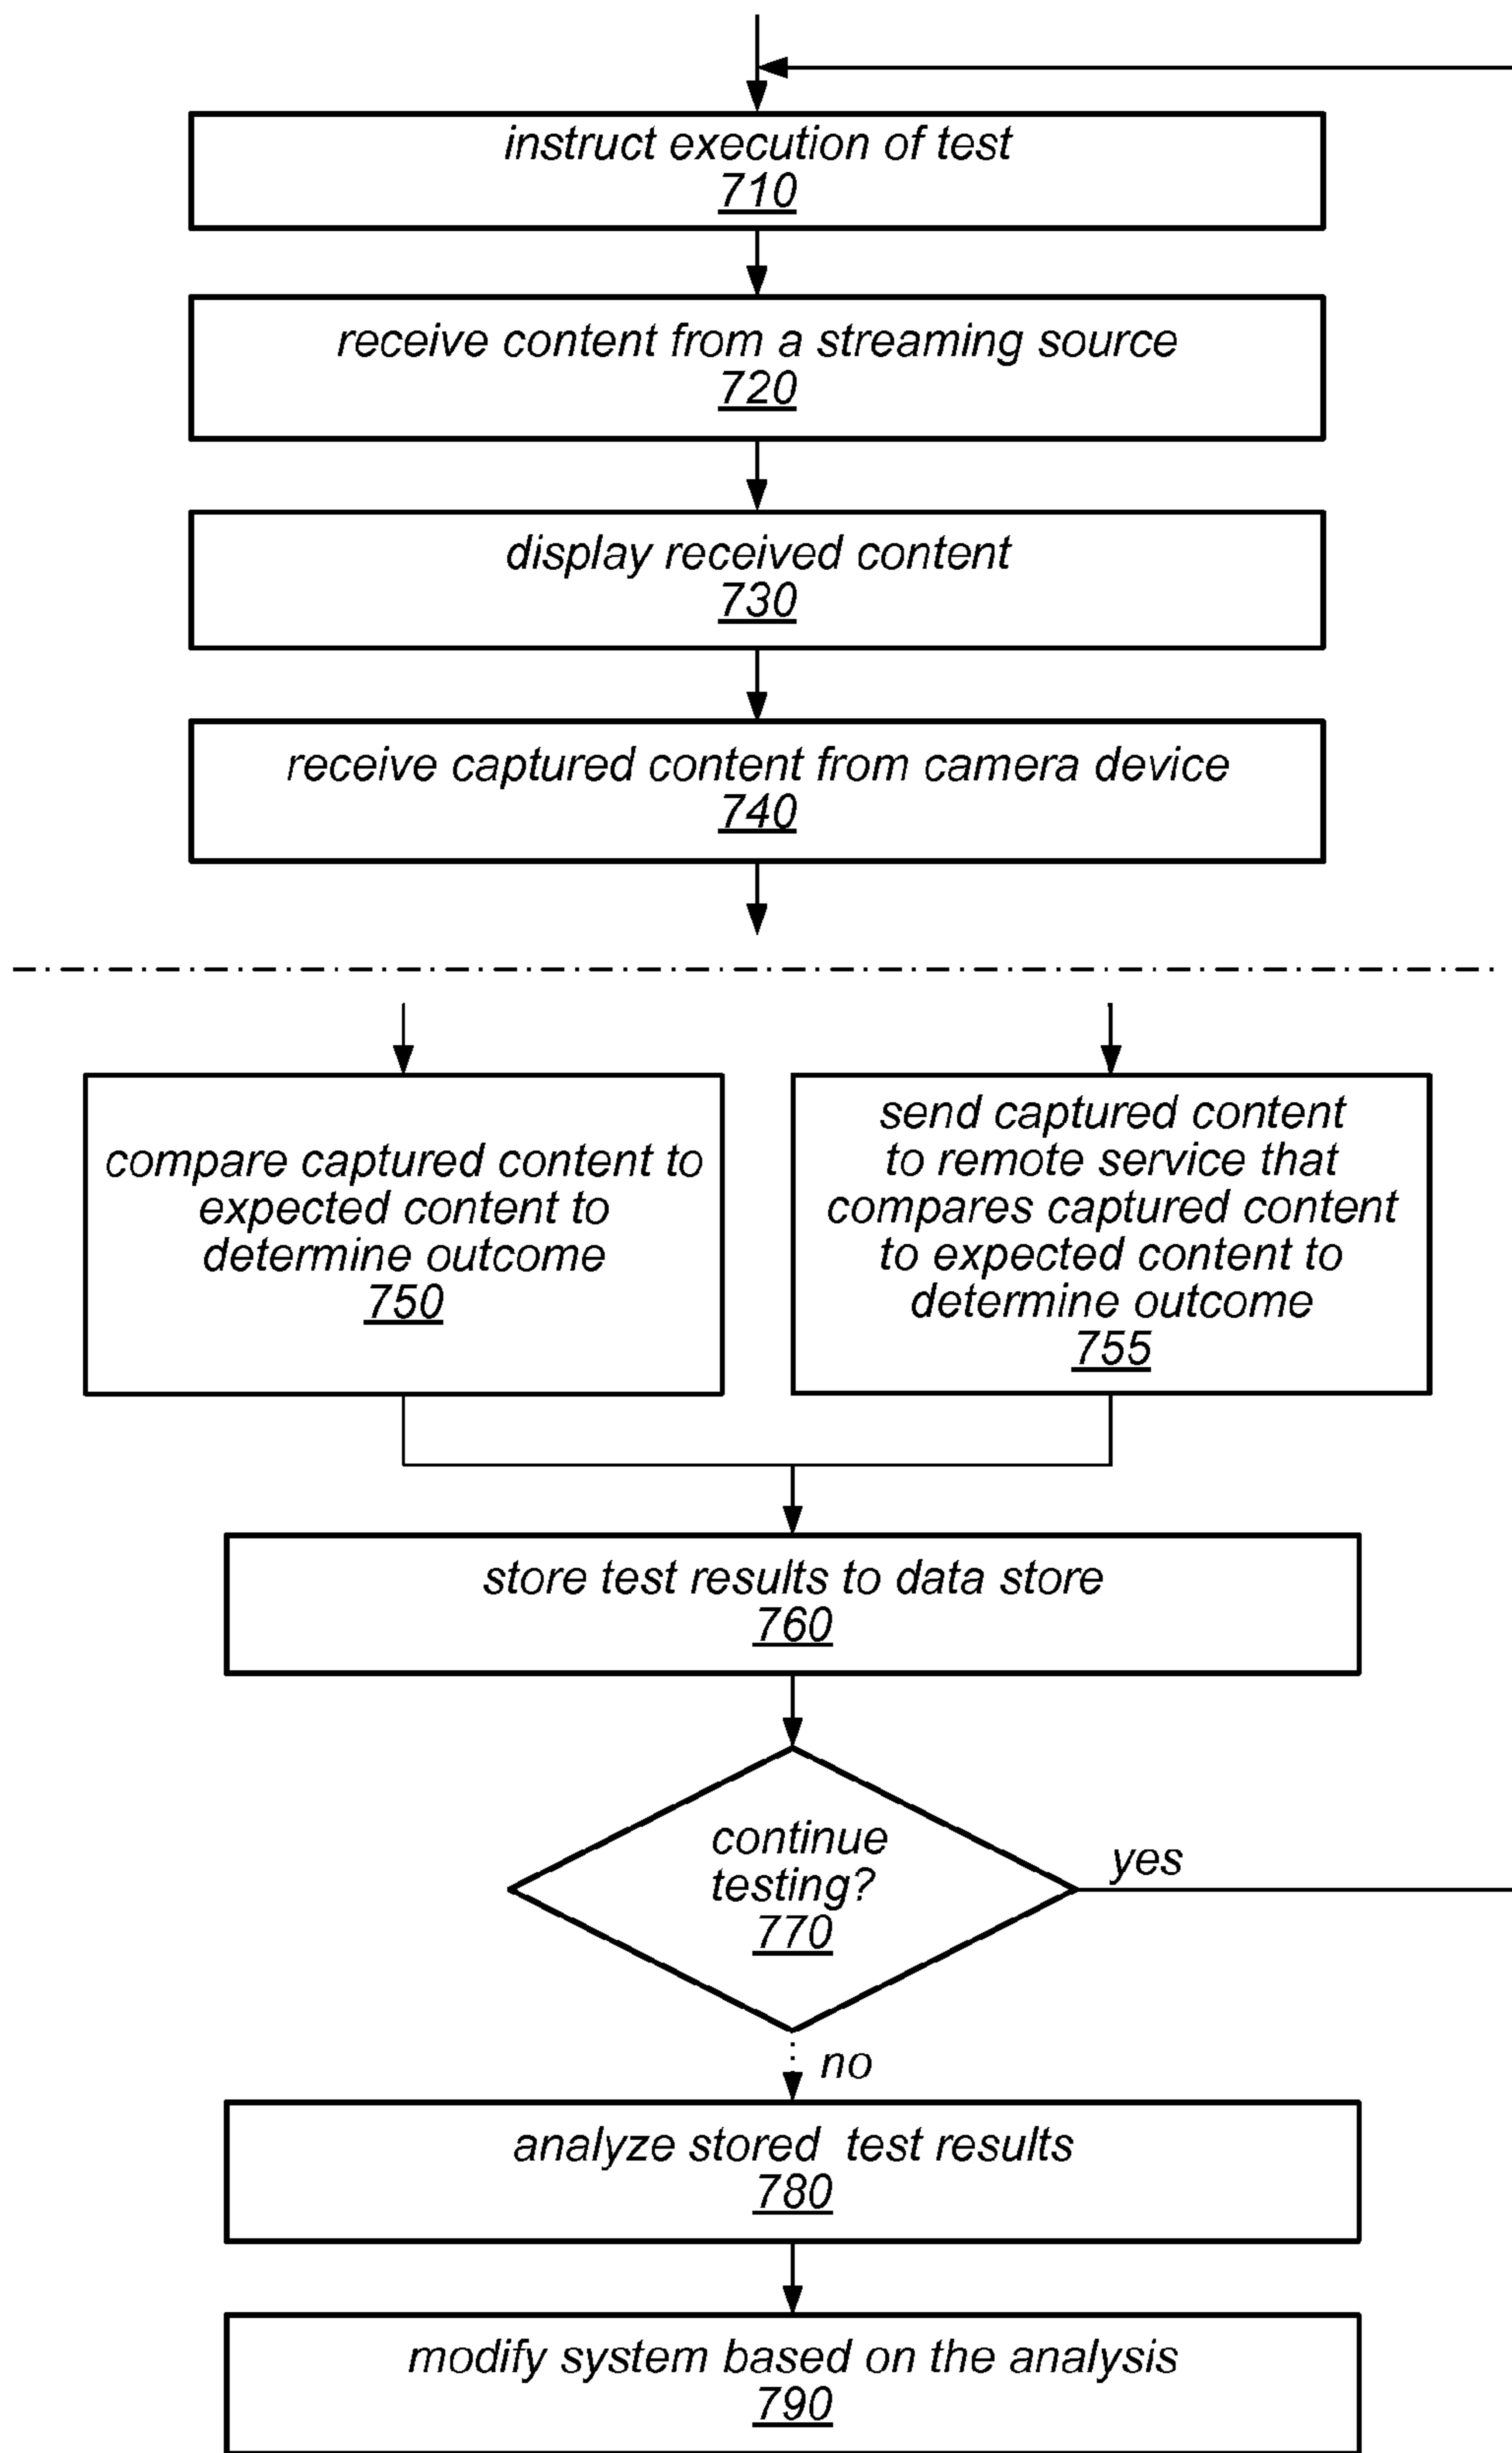 instruct execution of test
710
receive content from a streaming source
720
display received content
730
receive captured content from camera device
740
compare captured content to
expected content to
determine outcome
750
send captured content
to remote service that
compares captured content
to expected content to
determine outcome
755
store test results to data store
760
continue
testing?
770
yes
no
analyze stored  test results
780
modify system based on the analysis
790